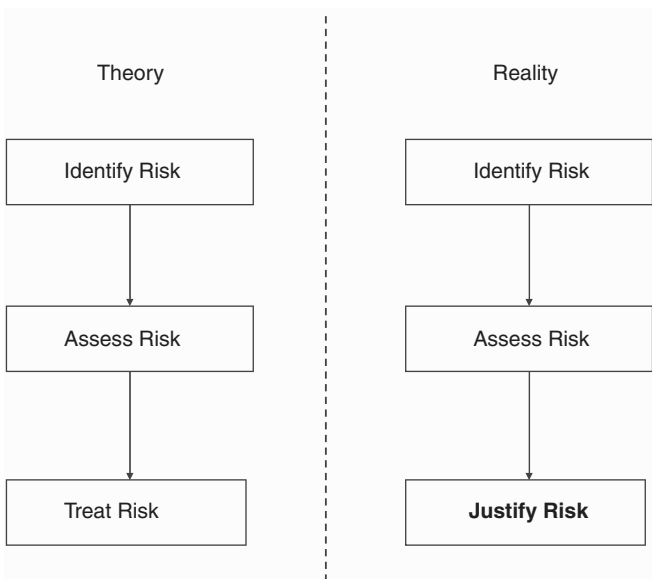 Theory
Identify Risk
Assess Risk
Treat Risk
Reality
Identify Risk
Assess Risk
Justify Risk